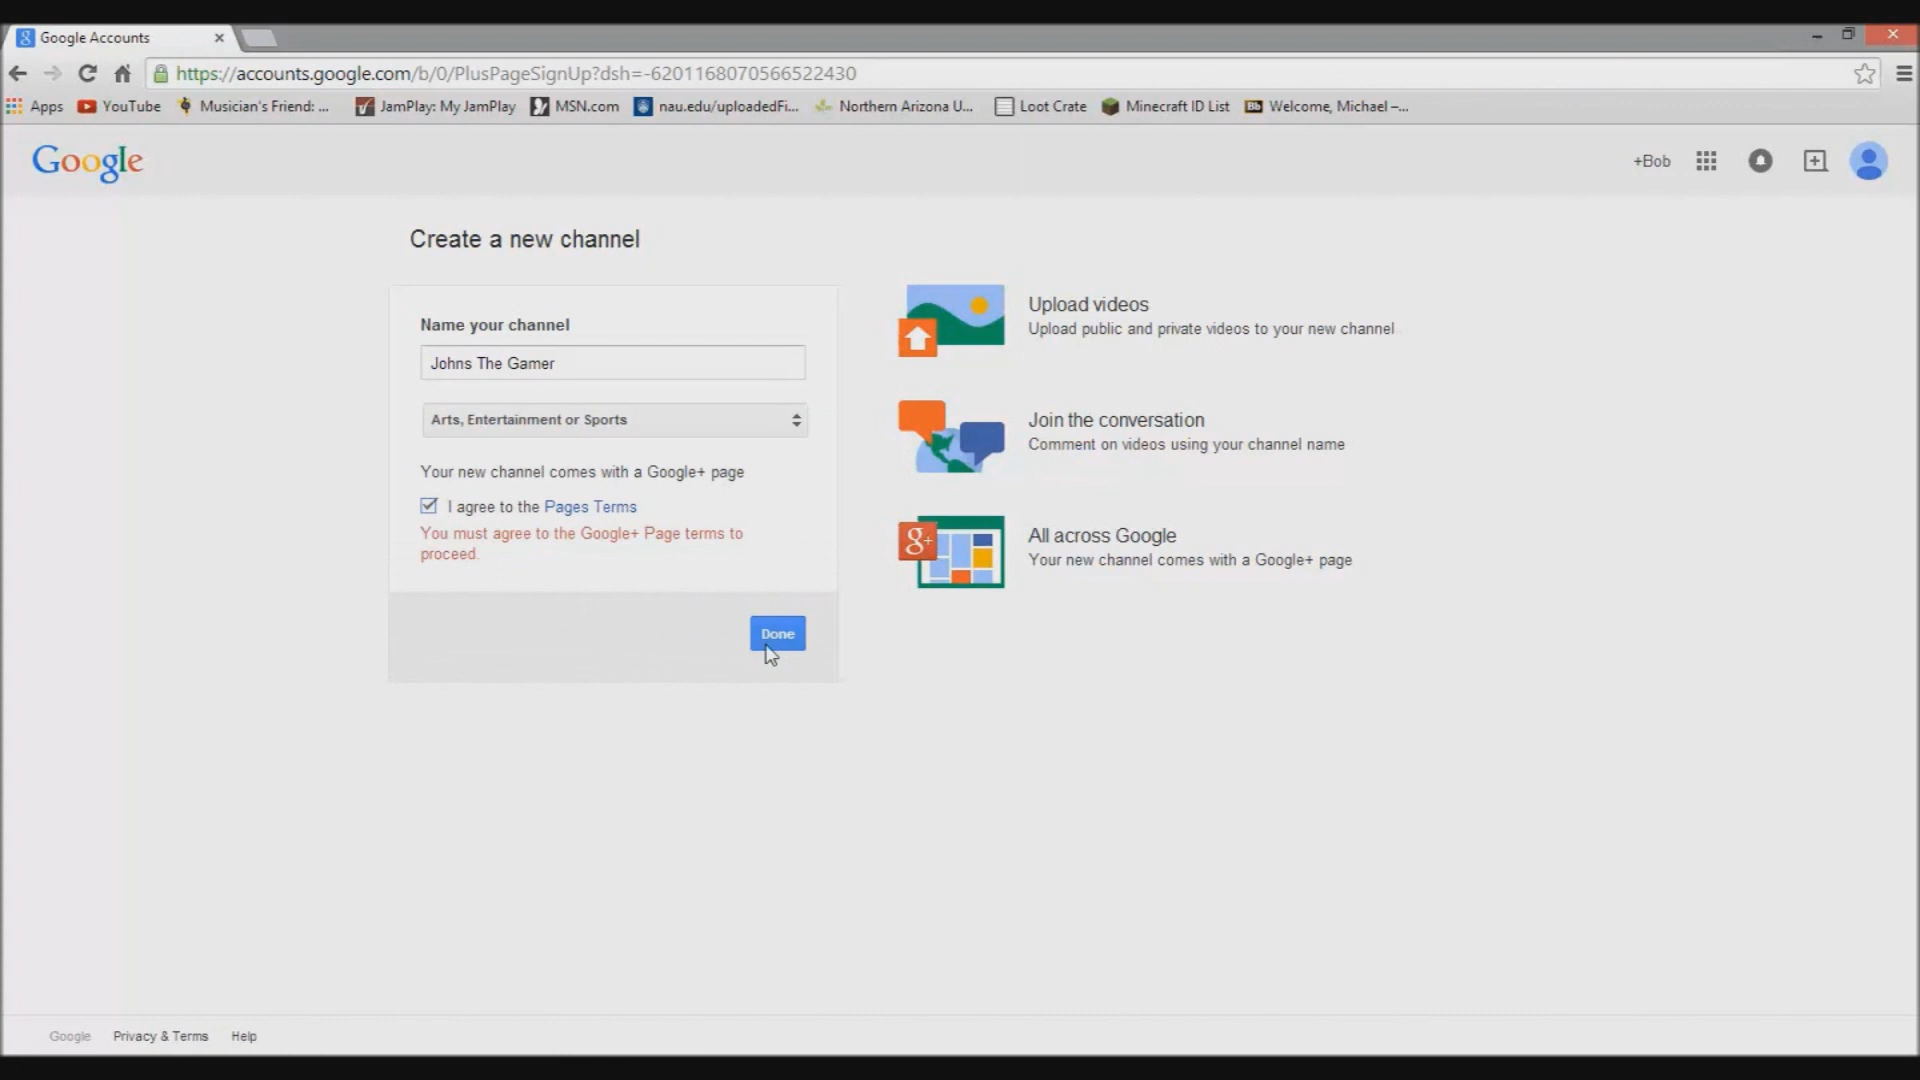 Google Accounts
https://accounts.google.com/b/0/PlusPageSignUp?dsh=-6201168070566522430
Apps YouTube Musician's Friend: ... JamPlay: My JamPlay MSN.com nau.edu/uploadedFi... Northern Arizona U... Loot Crate Minecraft ID List Bb Welcome, Michael –...
Google
+Bob
Create a new channel
Name your channel
Johns The Gamer
Arts, Entertainment or Sports
Your new channel comes with a Google+ page
I agree to the Pages Terms
You must agree to the Google+ Page terms to
proceed.
Done
Upload videos
Upload public and private videos to your new channel
Join the conversation
Comment on videos using your channel name
g+
All across Google
Your new channel comes with a Google+ page
Google Privacy & Terms Help